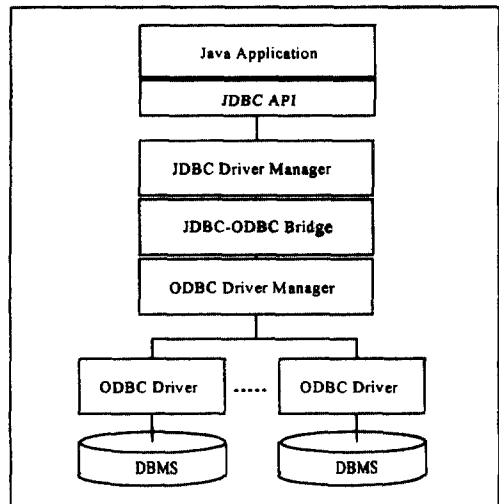 Java Application
JDBC API
JDBC Driver Manager
JDBC-ODBC Bridge
ODBC Driver Manager
ODBC Driver ..... ODBC Driver
DBMS DBMS